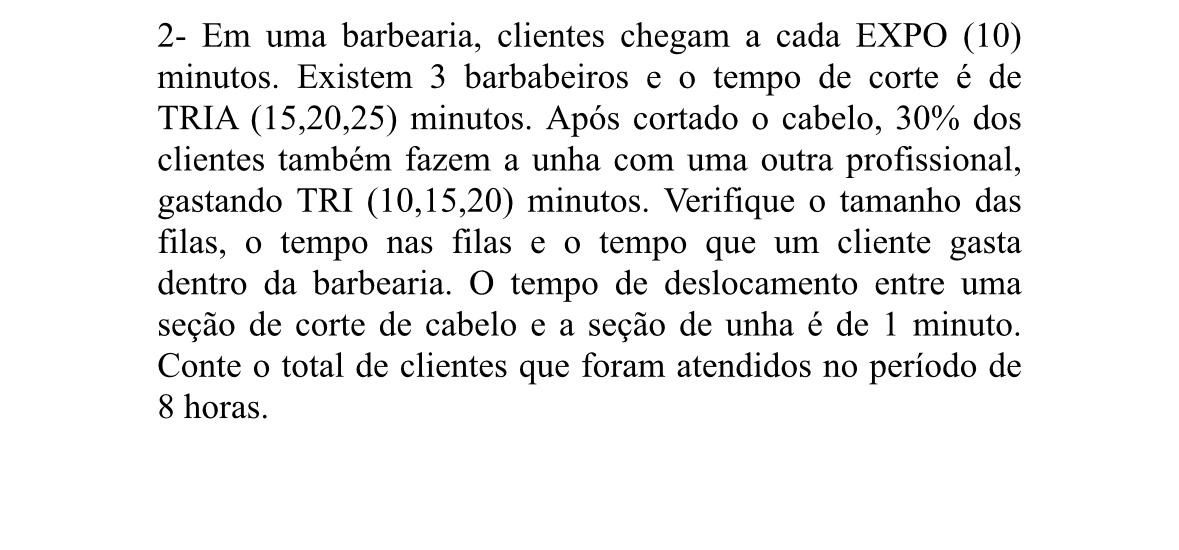 2- Em uma barbearia, clientes chegam a cada EXPO (10)
minutos. Existem 3 barbabeiros e o tempo de corte é de
TRIA (15,20,25) minutos. Após cortado o cabelo, 30% dos
clientes também fazem a unha com uma outra profissional,
gastando TRI (10,15,20) minutos. Verifique o tamanho das
filas, o tempo nas filas e o tempo que um cliente gasta
dentro da barbearia. O tempo de deslocamento entre uma
seção de corte de cabelo e a seção de unha é de 1 minuto.
Conte o total de clientes que foram atendidos no período de
8 horas.